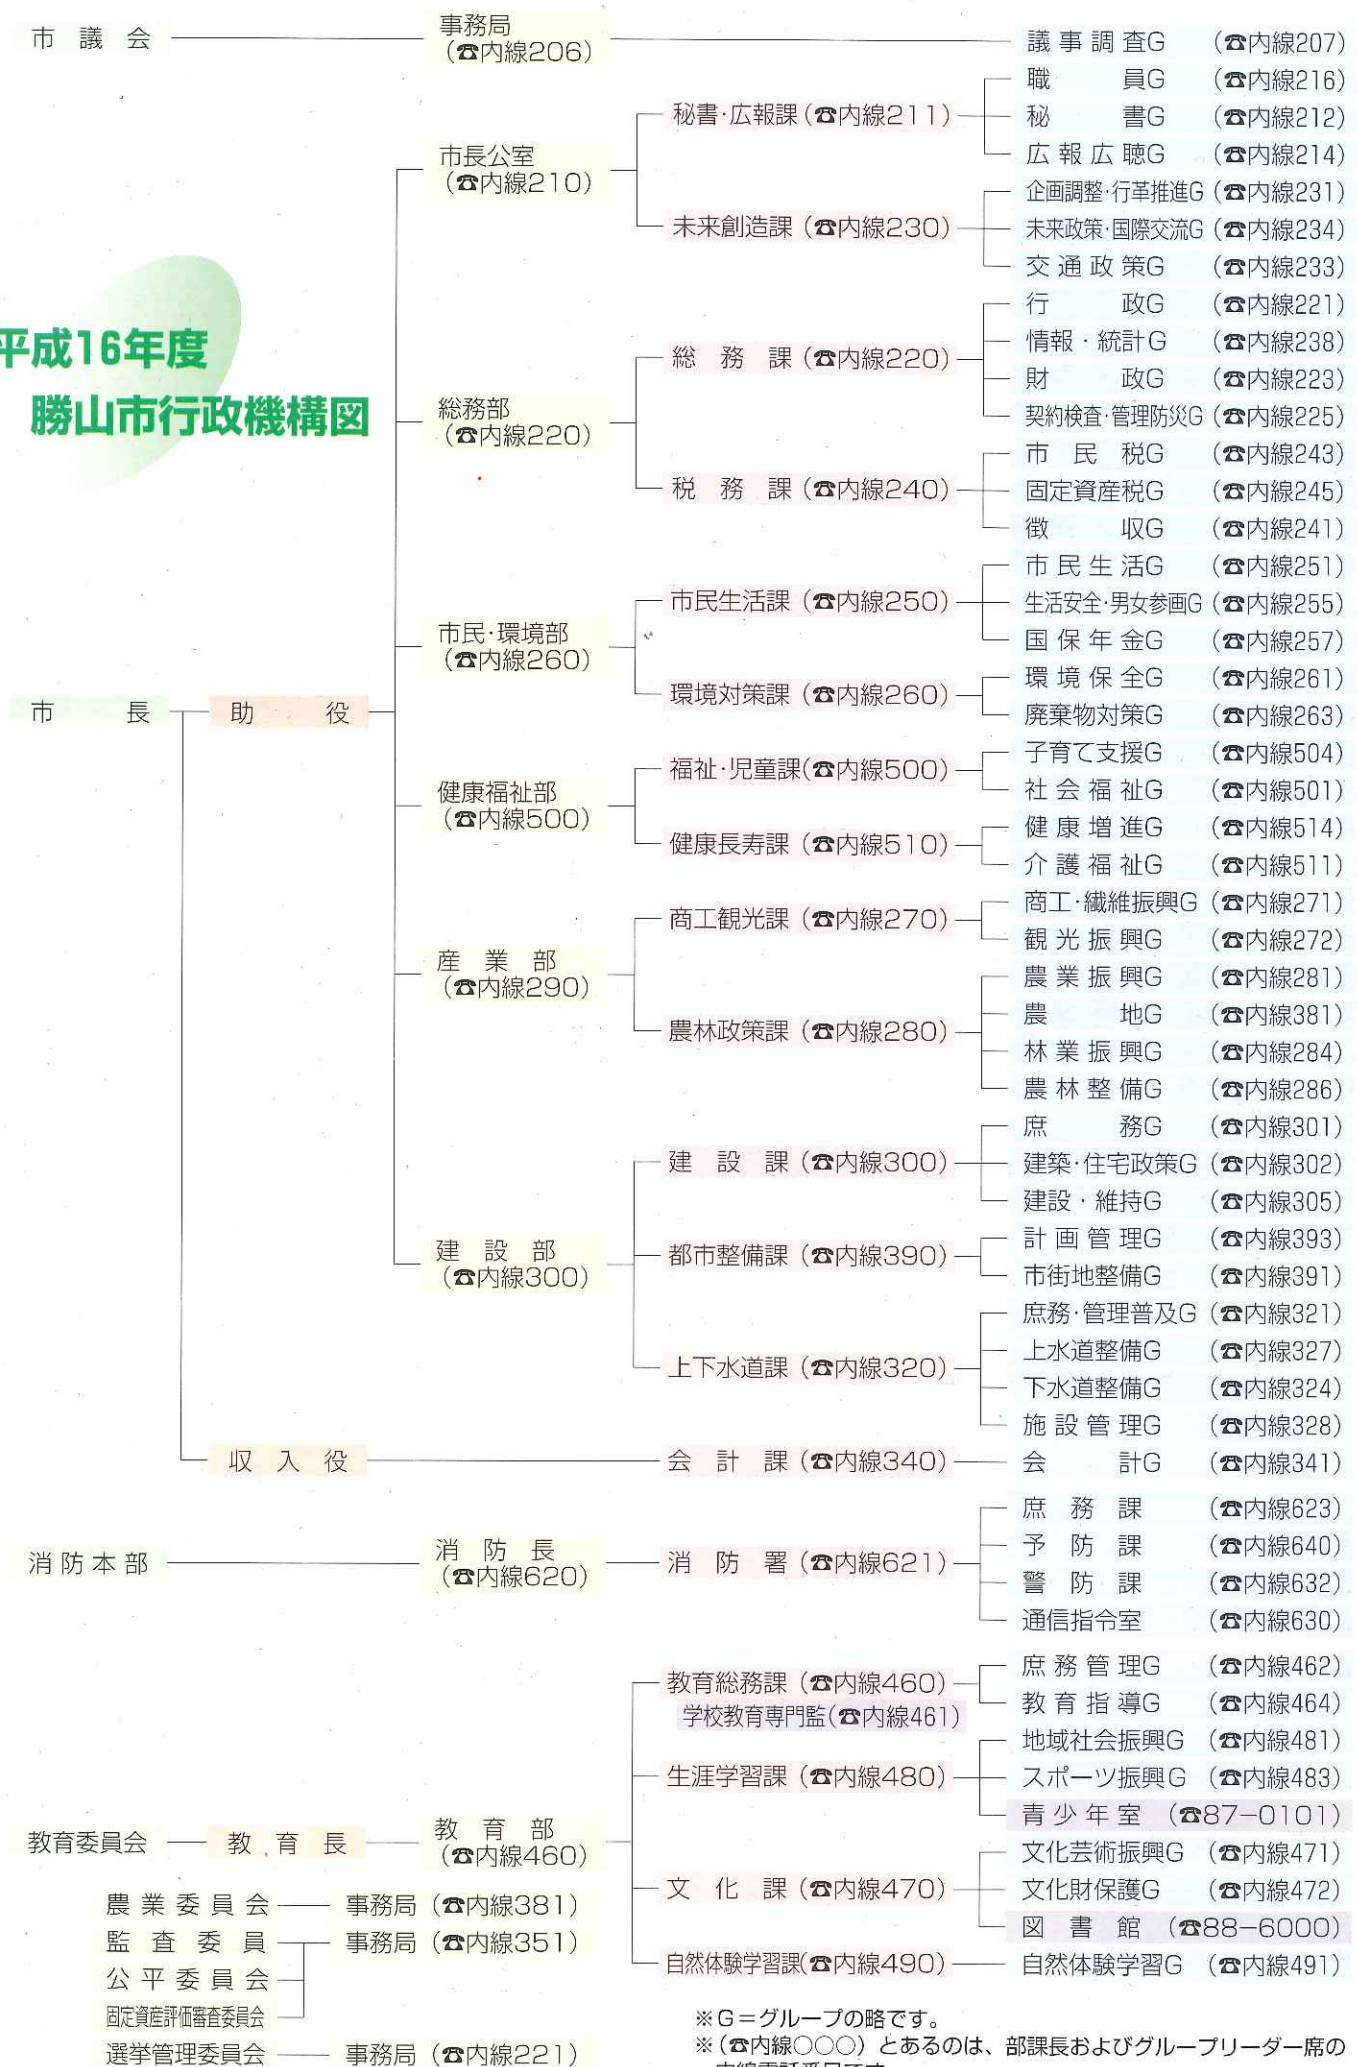 平成16年度
勝山市行政機構図
市議会 事務局
(☎内線206) 議事調査G (☎内線207)
市長 助役
市長公室
(☎内線210)
秘書・広報課(☎内線211)
職員G (☎内線216)
秘書G (☎内線212)
広報広聴G (☎内線214)
未来創造課(☎内線230)
企画調整・行革推進G(☎内線231)
未来政策・国際交流G(☎内線234)
交通政策G (☎内線233)
総務部
(☎内線220)
総務課(☎内線220)
行政G (☎内線221)
情報・統計G (☎内線238)
財政G (☎内線223)
契約検査・管理防災G(☎内線225)
税務課(☎内線240)
市民税G (☎内線243)
固定資産税G (☎内線245)
徴収G (☎内線241)
市民・環境部
(☎内線260)
市民生活課(☎内線250)
市民生活G (☎内線251)
生活安全・男女参画G(☎内線255)
国保年金G (☎内線257)
環境対策課(☎内線260)
環境保全G (☎内線261)
廃棄物対策G (☎内線263)
健康福祉部
(☎内線500)
福祉・児童課(☎内線500)
子育て支援G (☎内線504)
社会福祉G (☎内線501)
健康長寿課(☎内線510)
健康増進G (☎内線514)
介護福祉G (☎内線511)
産業部
(☎内線290)
商工観光課(☎内線270)
商工・繊維振興G(☎内線271)
観光振興G (☎内線272)
農林政策課(☎内線280)
農業振興G (☎内線281)
農地G (☎内線381)
林業振興G (☎内線284)
農林整備G (☎内線286)
建設部
(☎内線300)
建設課(☎内線300)
庶務G (☎内線301)
建築・住宅政策G(☎内線302)
建設・維持G (☎内線305)
都市整備課(☎内線390)
計画管理G (☎内線393)
市街地整備G (☎内線391)
上下水道課(☎内線320)
庶務・管理普及G(☎内線321)
上水道整備G (☎内線327)
下水道整備G (☎内線324)
施設管理G (☎内線328)
収入役 会計課(☎内線340) 会計G (☎内線341)
消防本部 消防長
(☎内線620)
消防署(☎内線621)
庶務課 (☎内線623)
予防課 (☎内線640)
警防課 (☎内線632)
通信指令室 (☎内線630)
教育委員会 教育長 教育部
(☎内線460)
教育総務課(☎内線460)
学校教育専門監(☎内線461)
庶務管理G (☎内線462)
教育指導G (☎内線464)
生涯学習課(☎内線480)
地域社会振興G (☎内線481)
スポーツ振興G (☎内線483)
青少年室 (☎87-0101)
文化課(☎内線470)
文化芸術振興G (☎内線471)
文化財保護G (☎内線472)
図書館 (☎88-6000)
自然体験学習課(☎内線490) 自然体験学習G (☎内線491)
農業委員会 事務局(☎内線381)
監査委員 事務局(☎内線351)
公平委員会
固定資産評価審査委員会
選挙管理委員会 事務局(☎内線221)
※G=グループの略です。
※(☎内線○○○)とあるのは、部課長およびグループリーダー席の